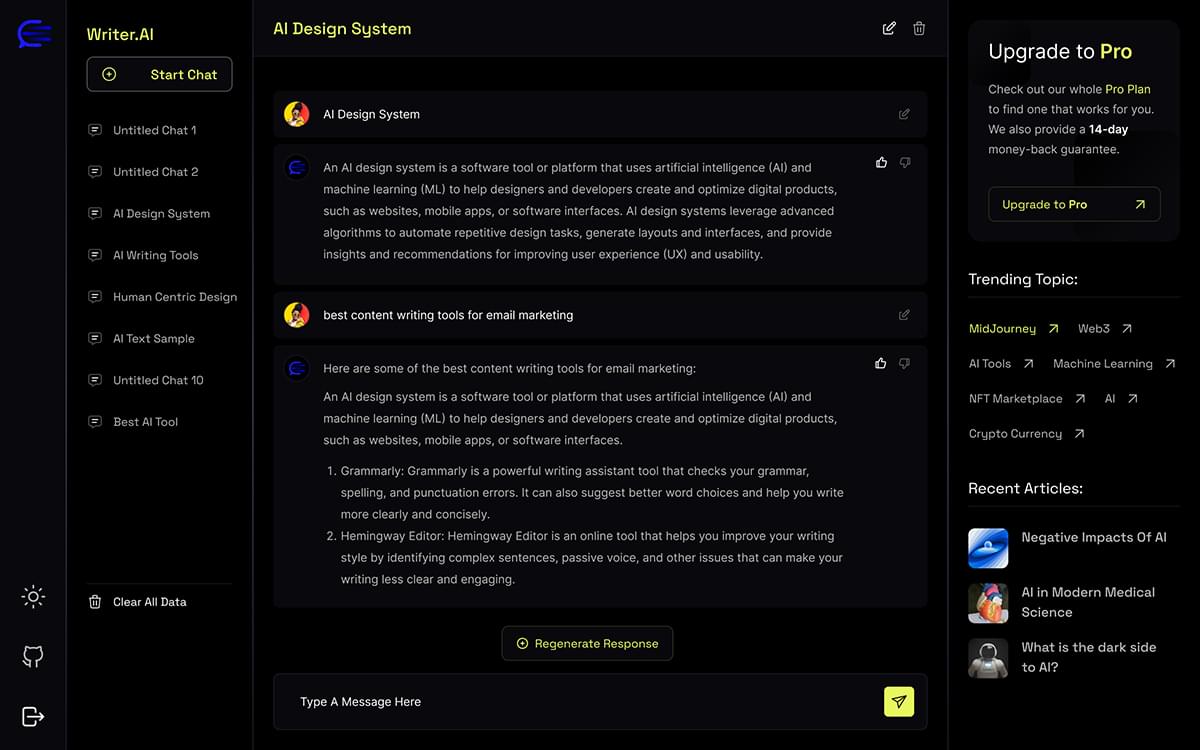 Writer.AI
Start Chat
Untitled Chat 1
Untitled Chat 2
AI Design System
AI Writing Tools
Human Centric Design
AI Text Sample
Untitled Chat 10
Best AI Tool
Clear All Data
AI Design System
AI Design System
An AI design system is a software tool or platform that uses artificial intelligence (AI) and
machine learning (ML) to help designers and developers create and optimize digital products,
such as websites, mobile apps, or software interfaces. AI design systems leverage advanced
algorithms to automate repetitive design tasks, generate layouts and interfaces, and provide
insights and recommendations for improving user experience (UX) and usability.
best content writing tools for email marketing
Here are some of the best content writing tools for email marketing:
An AI design system is a software tool or platform that uses artificial intelligence (AI) and
machine learning (ML) to help designers and developers create and optimize digital products,
such as websites, mobile apps, or software interfaces.
1. Grammarly: Grammarly is a powerful writing assistant tool that checks your grammar,
spelling, and punctuation errors. It can also suggest better word choices and help you write
more clearly and concisely.
2. Hemingway Editor: Hemingway Editor is an online tool that helps you improve your writing
style by identifying complex sentences, passive voice, and other issues that can make your
writing less clear and engaging.
Regenerate Response
Type A Message Here
Upgrade to Pro
Check out our whole Pro Plan
to find one that works for you.
We also provide a 14-day
money-back guarantee.
Upgrade to Pro
Trending Topic:
MidJourney Web3
AI Tools Machine Learning
NFT Marketplace AI
Crypto Currency
Recent Articles:
Negative Impacts Of AI
AI in Modern Medical
Science
What is the dark side
to AI?